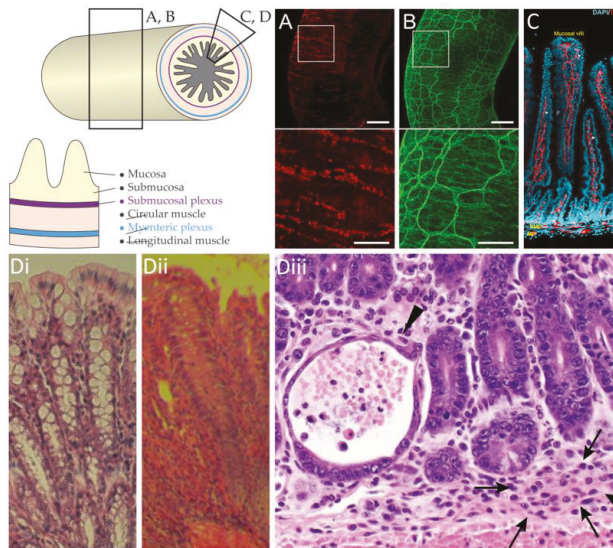 A, B
C, D
Mucosa
Submucosa
Submucosal plexus
Circular muscle
Myenteric plexus
Longitudinal muscle
A
B
C
DAPI/
Mucosal villi
Di
Dii
Diii